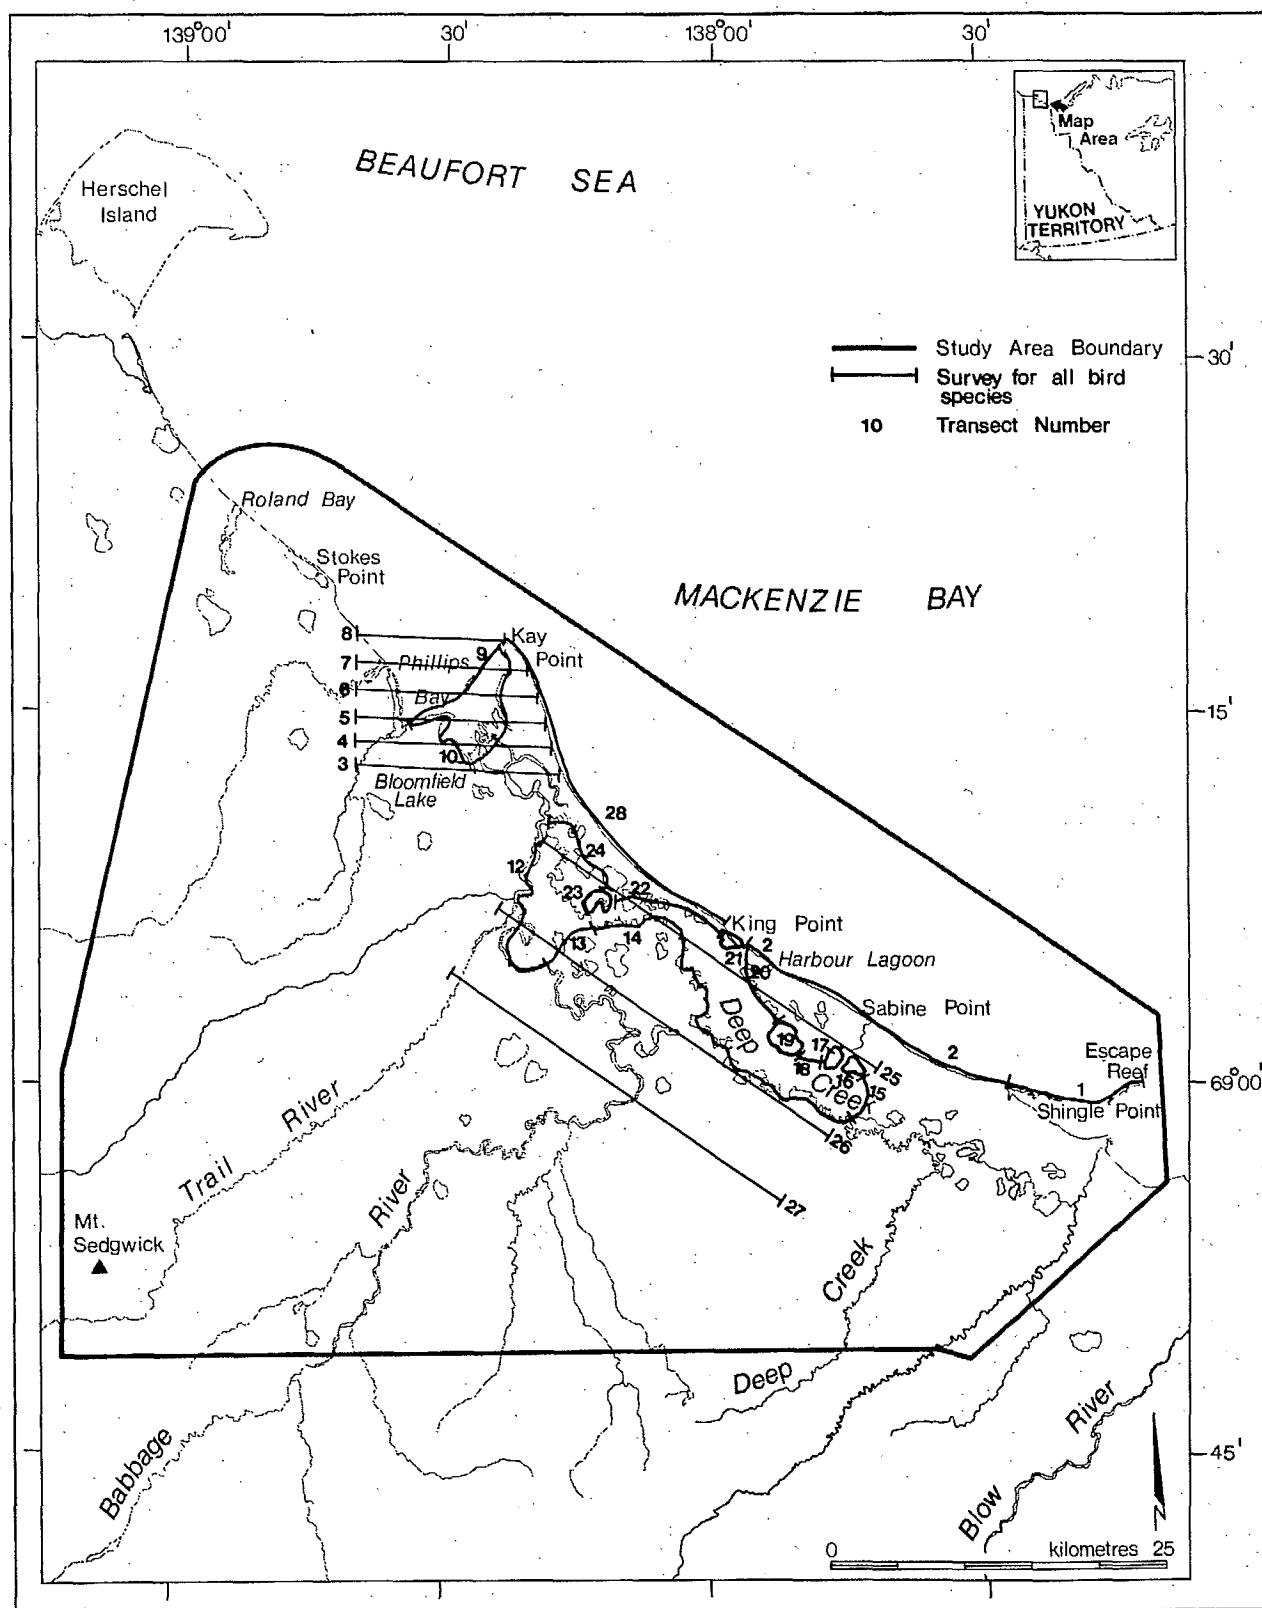 139°00'
30'
138°00'
30'
Map
Area
YUKON
TERRITORY
BEAUFORT SEA
Herschel
Island
Study Area Boundary
Survey for all bird
species
10 Transect Number
30'
Roland Bay
Stokes
Point
MACKENZIE BAY
8
Kay
Point
9
7
Phillips
6
Bay
15'
5
4
10
3
Bloomfield
Lake
28
24
12
23
22
King Point
13
14
21
2
20
Harbour Lagoon
Sabine Point
Deep
Creek
19
17
18
16
15
25
2
Escape
Reef
1
Shingle Point
69°00'
26
27
Trail River
River
Mt.
Sedgwick
Creek
Deep
Babbage
River
Blow
45'
N
0 kilometres 25